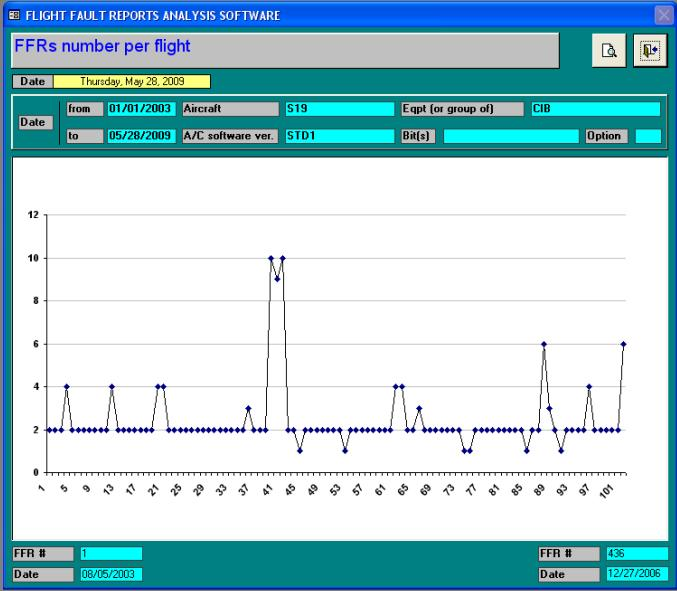 FLIGHT FAULT REPORTS ANALYSIS SOFTWARE
FFRs number per flight
Date Thursday, May 28, 2009
Date
from 01/01/2003 Aircraft S19 Eqpt (or group of) CIB
to 05/28/2009 A/C software ver. STD1 Bit(s) Option
12
10
8
6
4
2
0
1 5 9 13 17 21 25 29 33 37 41 45 49 53 57 61 65 69 73 77 81 85 89 93 97 101
FFR # 1 FFR # 436
Date 08/05/2003 Date 12/27/2006